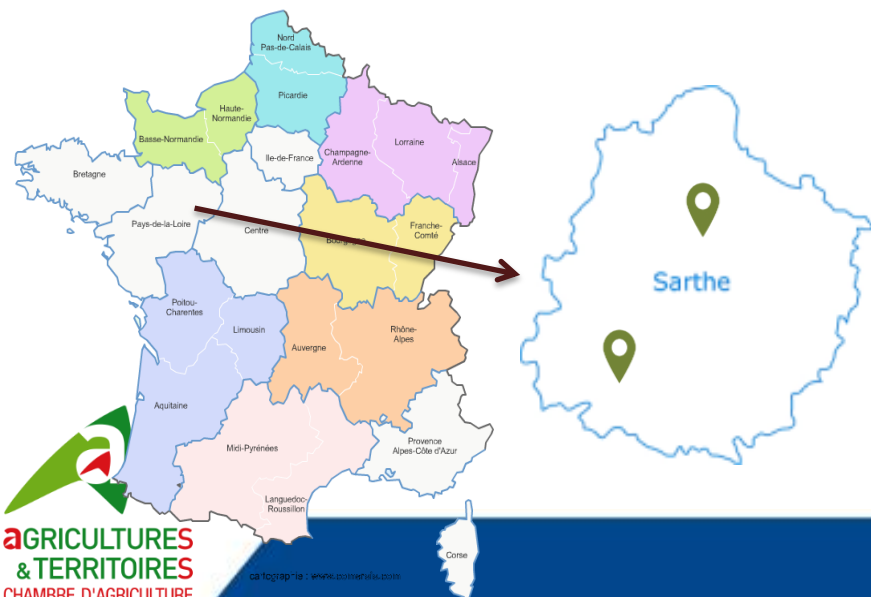 Nord
Pas-de-Calais
Picardie
Haute-
Normandie
Basse-Normandie
Ile-de-France
Champagne-
Ardenne
Lorraine
Alsace
Bretagne
Pays-de-la-Loire
Centre
Franche-
Comté
Sarthe
Poitou-
Charentes
Limousin
Auvergne
Rhône-
Alpes
Aquitaine
Midi-Pyrénées
Provence
Alpes-Côte d'Azur
Languedoc-
Roussillon
Corse
aGRICULTURES
& TERRITOIRES
CHAMBRE D'AGRICULTURE
cartographie :